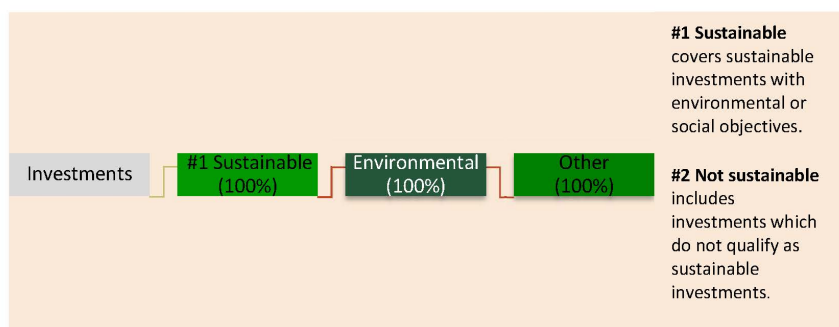 Investments
#1 Sustainable
(100%)
Environmental
(100%)
Other
(100%)
#1 Sustainable
covers sustainable
investments with
environmental or
social objectives.
#2 Not sustainable
includes
investments which
do not qualify as
sustainable
investments.